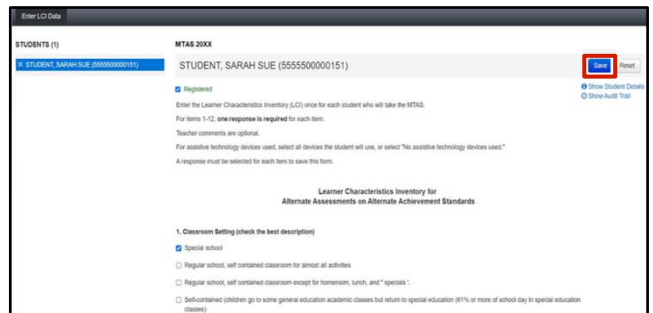 Enter LCI Data
STUDENTS (1)
MTAS 20XX
× STUDENT, SARAH SUE (5555500000151)
STUDENT, SARAH SUE (5555500000151)
Save
Reset
Registered
Show Student Details
Show Audit Trail
Enter the Learner Characteristics Inventory (LCI) once for each student who will take the MTAS.
For items 1-12, one response is required for each item.
Teacher comments are optional.
For assistive technology devices used, select all devices the student will use, or select "No assistive technology devices used."
A response must be selected for each item to save this form.
Learner Characteristics Inventory for
Alternate Assessments on Alternate Achievement Standards
1. Classroom Setting (check the best description)
Special school
Regular school, self contained classroom for almost all activities
Regular school, self contained classroom except for homeroom, lunch, and " specials ".
Self-contained (children go to some general education academic classes but return to special education (61% or more of school day in special education
classes)